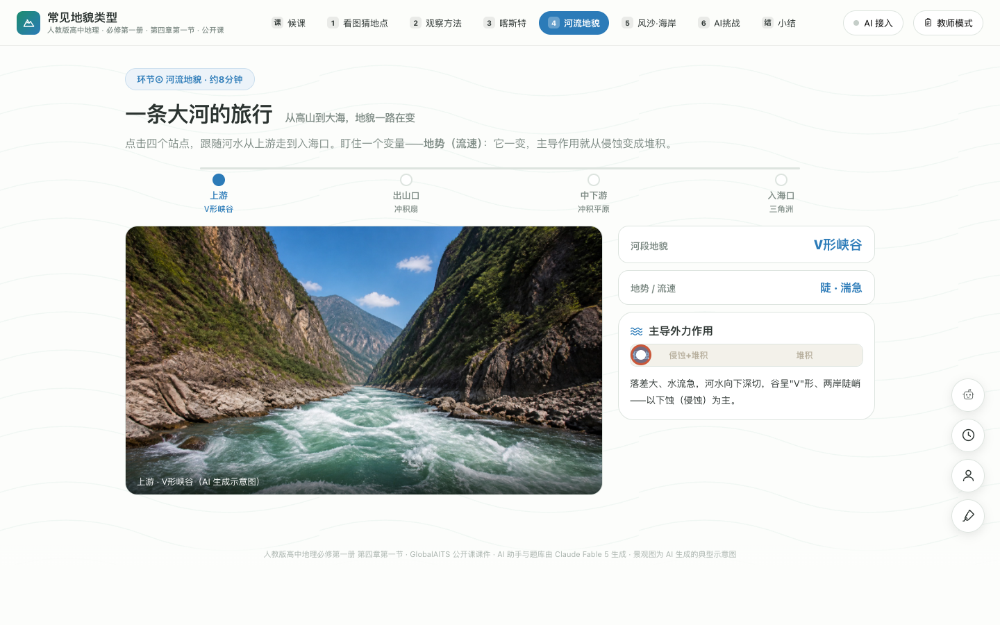 常见地貌类型
人教版高中地理 · 必修第一册 · 第四章第一节 · 公开课
课 候课
1 看图猜地点
2 观察方法
3 喀斯特
4 河流地貌
5 风沙·海岸
6 AI挑战
结 小结
AI 接入
教师模式
环节④ 河流地貌 · 约8分钟
一条大河的旅行 从高山到大海，地貌一路在变
点击四个站点，跟随河水从上游走到入海口。盯住一个变量——地势（流速）：它一变，主导作用就从侵蚀变成堆积。
上游
V形峡谷
出山口
冲积扇
中下游
冲积平原
入海口
三角洲
上游 · V形峡谷（AI 生成示意图）
河段地貌 V形峡谷
地势 / 流速 陡 · 湍急
主导外力作用
侵蚀+堆积 堆积
落差大、水流急，河水向下深切，谷呈"V"形、两岸陡峭
——以下蚀（侵蚀）为主。
人教版高中地理必修第一册 第四章第一节 · GlobalAITS 公开课课件 · AI 助手与题库由 Claude Fable 5 生成 · 景观图为 AI 生成的典型示意图